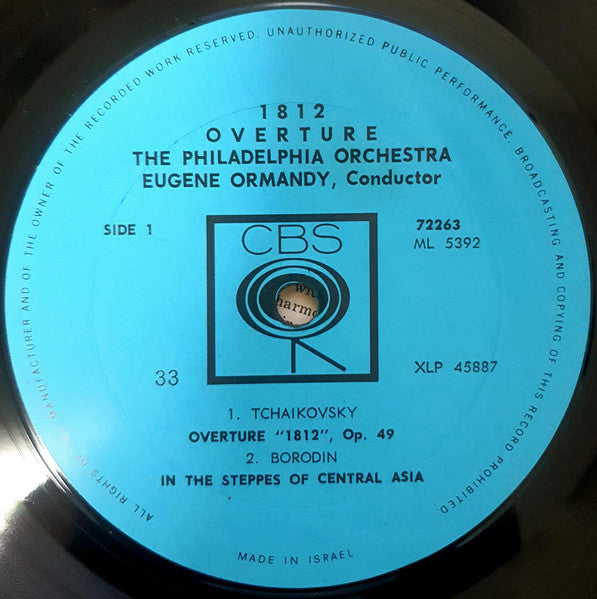 ALL RIGHTS OF THE MANUFACTURER AND OF THE OWNER OF THE RECORDED WORK RESERVED. UNAUTHORIZED PUBLIC PERFORMANCE, BROADCASTING AND COPYING OF THIS RECORD PROHIBITED.
1812
OVERTURE
THE PHILADELPHIA ORCHESTRA
EUGENE ORMANDY, Conductor
SIDE 1
72263
ML 5392
CBS
33
XLP 45887
1. TCHAIKOVSKY
OVERTURE "1812", Op. 49
2. BORODIN
IN THE STEPPES OF CENTRAL ASIA
MADE IN ISRAEL